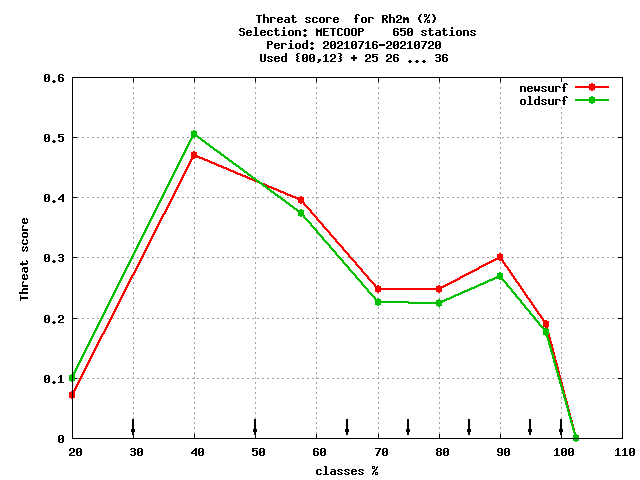 Threat score  for Rh2m (%)
Selection: METCOOP    650 stations
Period: 20210716-20210720
Used {00,12} + 25 26 ... 36
newsurf
oldsurf
0.6
0.5
0.4
0.3
0.2
0.1
0
Threat score
20 30 40 50 60 70 80 90 100 110
classes %